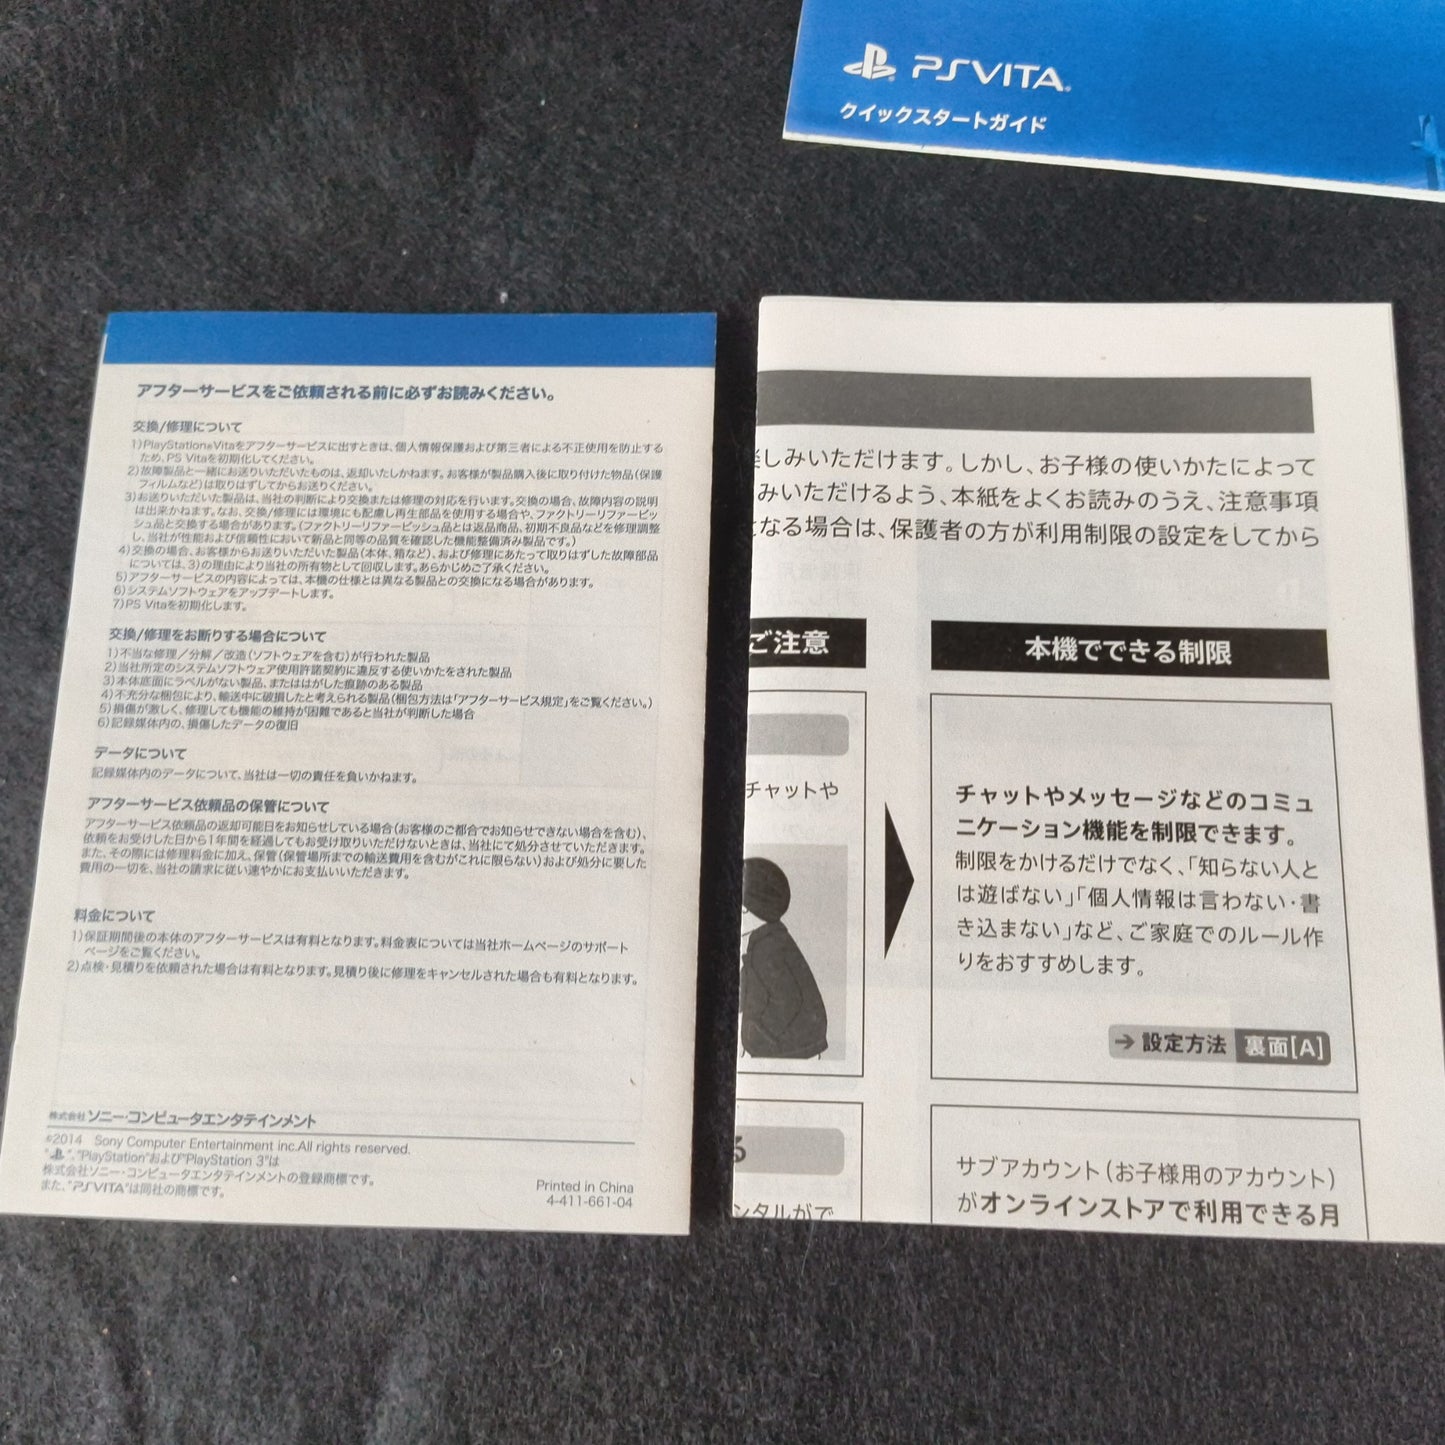 PSVITA
クイックスタートガイド
アフターサービスをご依頼される前に必ずお読みください。
交換/修理について
1)PlayStation®Vitaをアフターサービスに出すときは、個人情報保護および第三者による不正使用を防止する
ため、PS Vitaを初期化してください。
2)故障製品と一緒にお送りいただいたものは、返却いたしかねます。お客様が製品購入後に取り付けた物品(保護
フィルムなど)は取りはずしてからお送りください。
3)お送りいただいた製品は、当社の判断により交換または修理の対応を行います。交換の場合、故障内容の説明
は出来かねます。なお、交換/修理には環境にも配慮し再生部品を使用する場合や、ファクトリーリファービッ
シュ品と交換する場合があります。(ファクトリーリファービッシュ品とは返品商品、初期不良品などを修理調整
し、当社が性能および信頼性において新品と同等の品質を確認した機能整備済み製品です。)
4)交換の場合、お客様からお送りいただいた製品(本体、箱など)、および修理にあたって取りはずした故障部品
については、3)の理由により当社の所有物として回収します。あらかじめご了承ください。
5)アフターサービスの内容によっては、本機の仕様とは異なる製品との交換になる場合があります。
6)システムソフトウェアをアップデートします。
7)PS Vitaを初期化します。
交換/修理をお断りする場合について
1)不当な修理／分解／改造(ソフトウェアを含む)が行われた製品
2)当社所定のシステムソフトウェア使用許諾契約に違反する使いかたをされた製品
3)本体底面にラベルがない製品、またははがした痕跡のある製品
4)不充分な梱包により、輸送中に破損したと考えられる製品(梱包方法は「アフターサービス規定」をご覧ください。)
5)損傷が激しく、修理しても機能の維持が困難であると当社が判断した場合
6)記録媒体内の、損傷したデータの復旧
データについて
記録媒体内のデータについて、当社は一切の責任を負いかねます。
アフターサービス依頼品の保管について
アフターサービス依頼品の返却可能日をお知らせしている場合(お客様のご都合でお知らせできない場合を含む)、
依頼をお受けした日から1年間を経過してもお受け取りいただけないときは、当社にて処分させていただきます。
また、その際には修理料金に加え、保管(保管場所までの輸送費用を含むがこれに限らない)および処分に要した
費用の一切を、当社の請求に従い速やかにお支払いいただきます。
料金について
1)保証期間後の本体のアフターサービスは有料となります。料金表については当社ホームページのサポート
ページをご覧ください。
2)点検・見積りを依頼された場合は有料となります。見積り後に修理をキャンセルされた場合も有料となります。
株式会社 ソニー・コンピュータエンタテインメント
©2014 Sony Computer Entertainment inc.All rights reserved.
" ", "PlayStation"および"PlayStation 3"は
株式会社ソニー・コンピュータエンタテインメントの登録商標です。
また、"PSVITA"は同社の商標です。
Printed in China
4-411-661-04
しみいただけます。しかし、お子様の使いかたによって
みいただけるよう、本紙をよくお読みのうえ、注意事項
なる場合は、保護者の方が利用制限の設定をしてから
ご注意
チャットや
る
ンタルがで
本機でできる制限
チャットやメッセージなどのコミュ
ニケーション機能を制限できます。
制限をかけるだけでなく、「知らない人と
は遊ばない」「個人情報は言わない・書
き込まない」など、ご家庭でのルール作
りをおすすめします。
→ 設定方法 裏面[A]
サブアカウント(お子様用のアカウント)
がオンラインストアで利用できる月